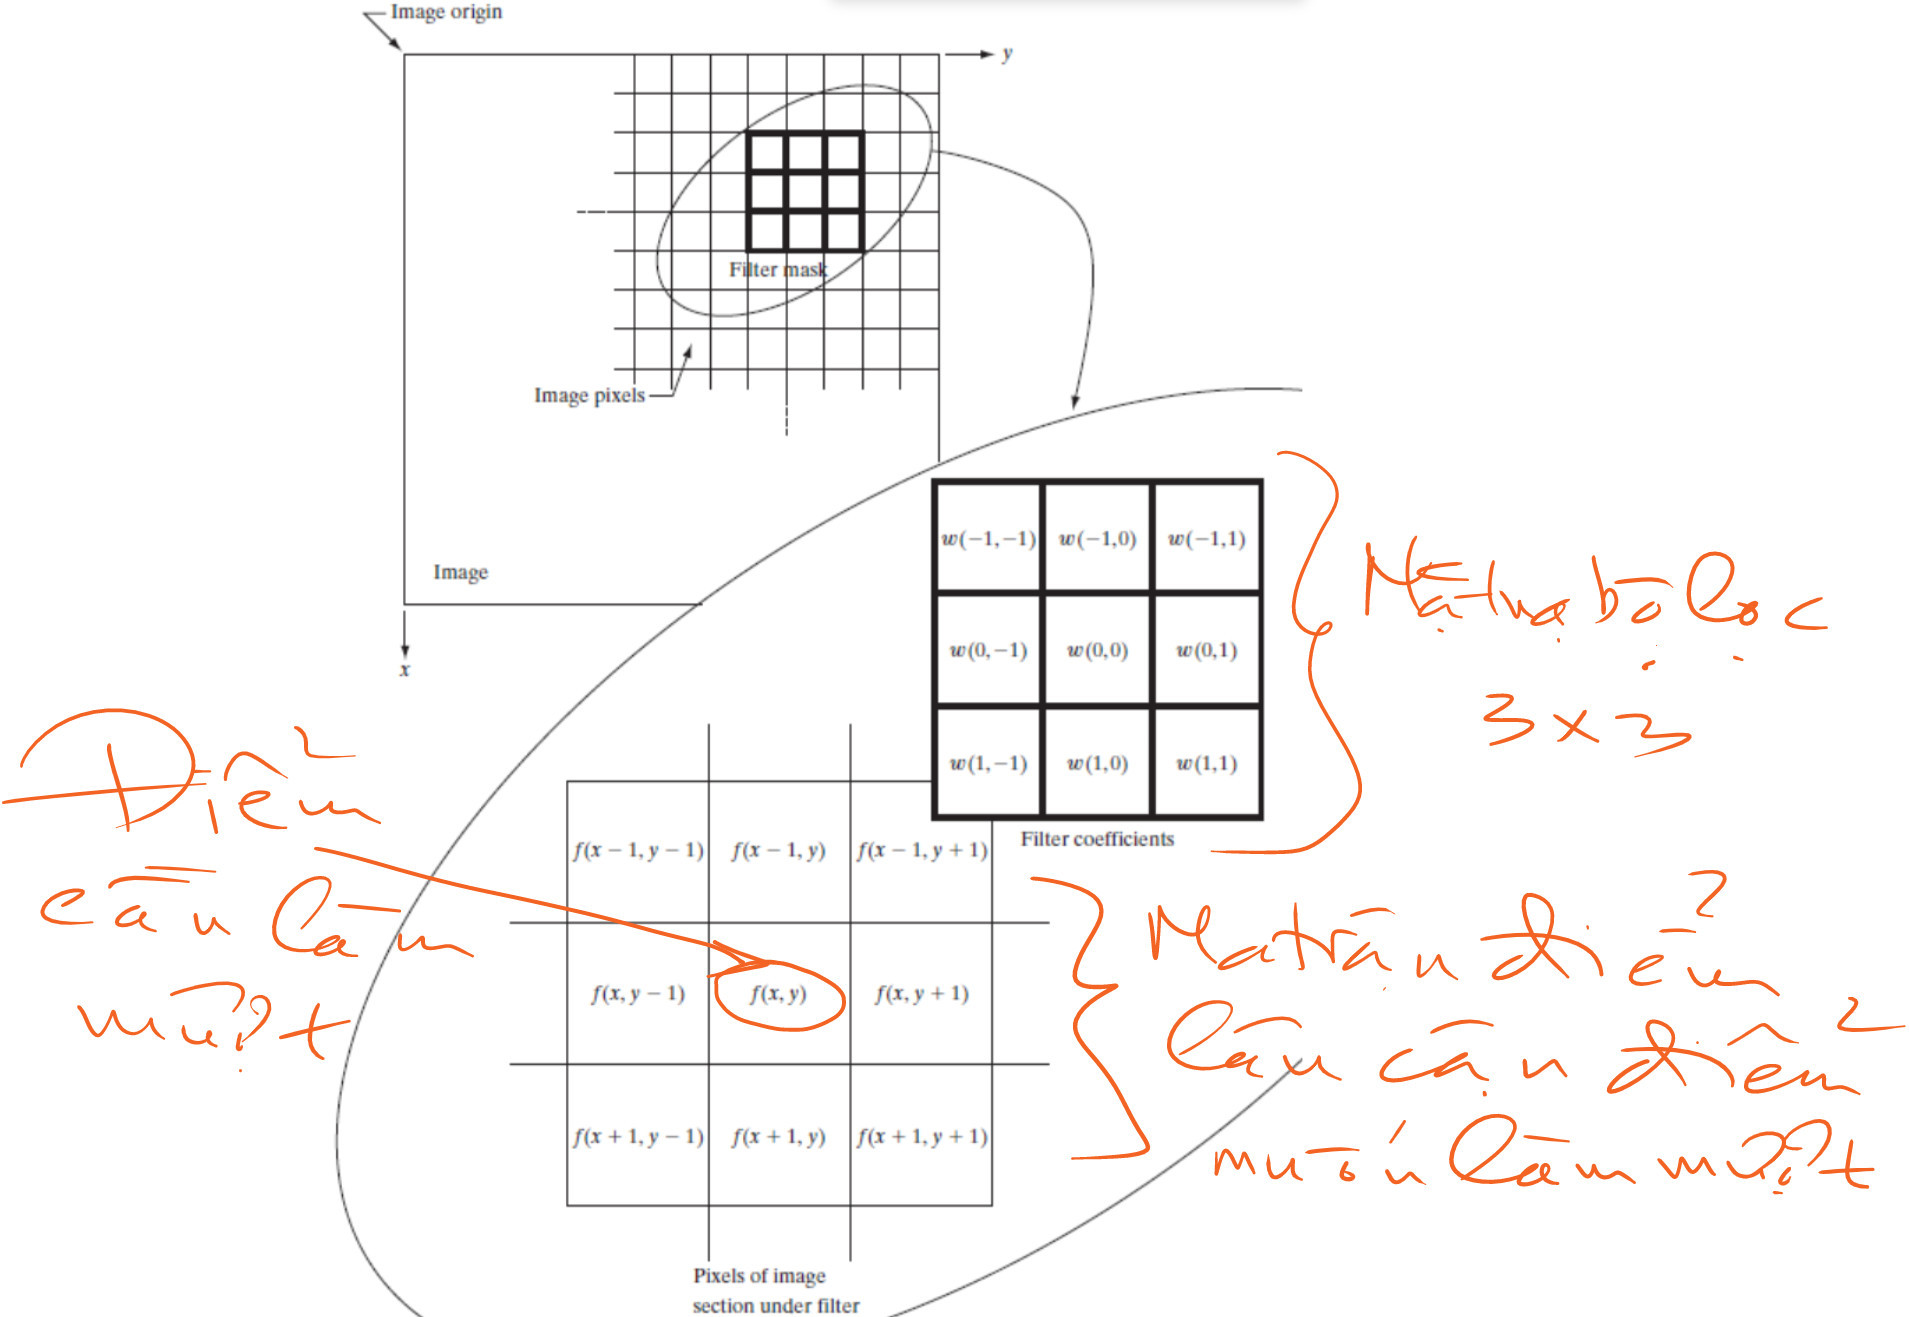 Image origin
y
Filter mask
Image pixels
Image
x
w(−1,−1) w(−1,0) w(−1,1)
w(0,−1) w(0,0) w(0,1)
w(1,−1) w(1,0) w(1,1)
Filter coefficients
Mặt nạ bộ lọc
3 x 3
Điểm
cần làm
mượt
f(x − 1, y − 1) f(x − 1, y) f(x − 1, y + 1)
f(x, y − 1) f(x, y) f(x, y + 1)
f(x + 1, y − 1) f(x + 1, y) f(x + 1, y + 1)
Ma trận điểm
lân cận điểm
muốn làm mượt
Pixels of image
section under filter